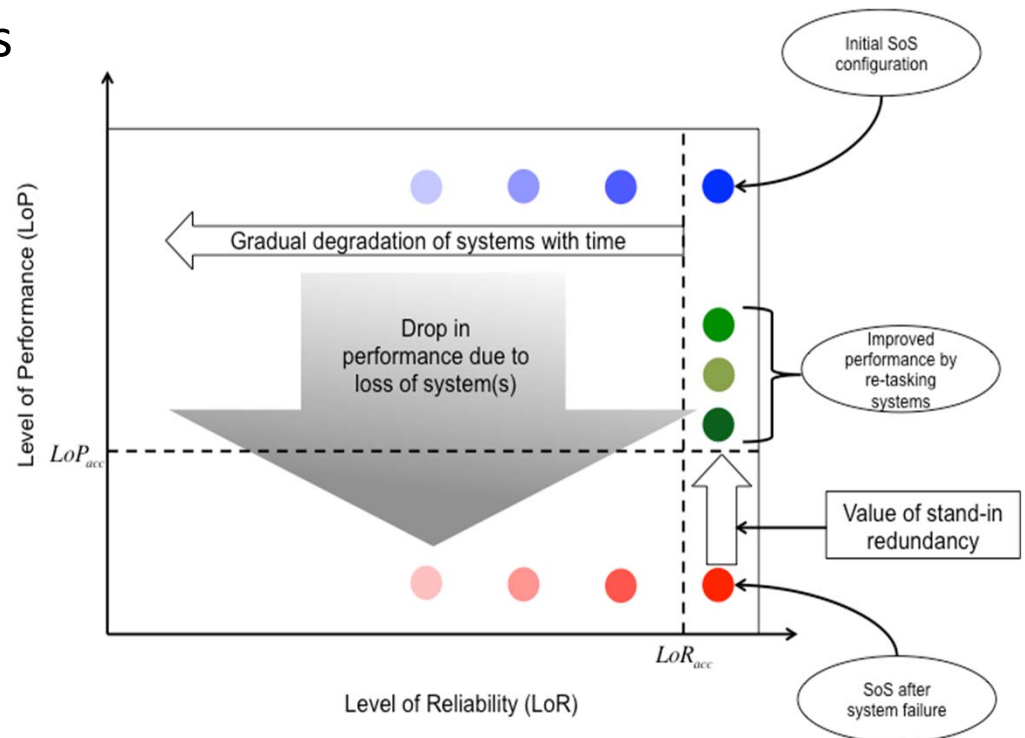 s
Initial SoS
configuration
Level of Performance (LoP)
Gradual degradation of systems with time
Drop in
performance due to
loss of system(s)
Improved
performance by
re-tasking
systems
LoPacc
Value of stand-in
redundancy
LoRacc
Level of Reliability (LoR)
SoS after
system failure